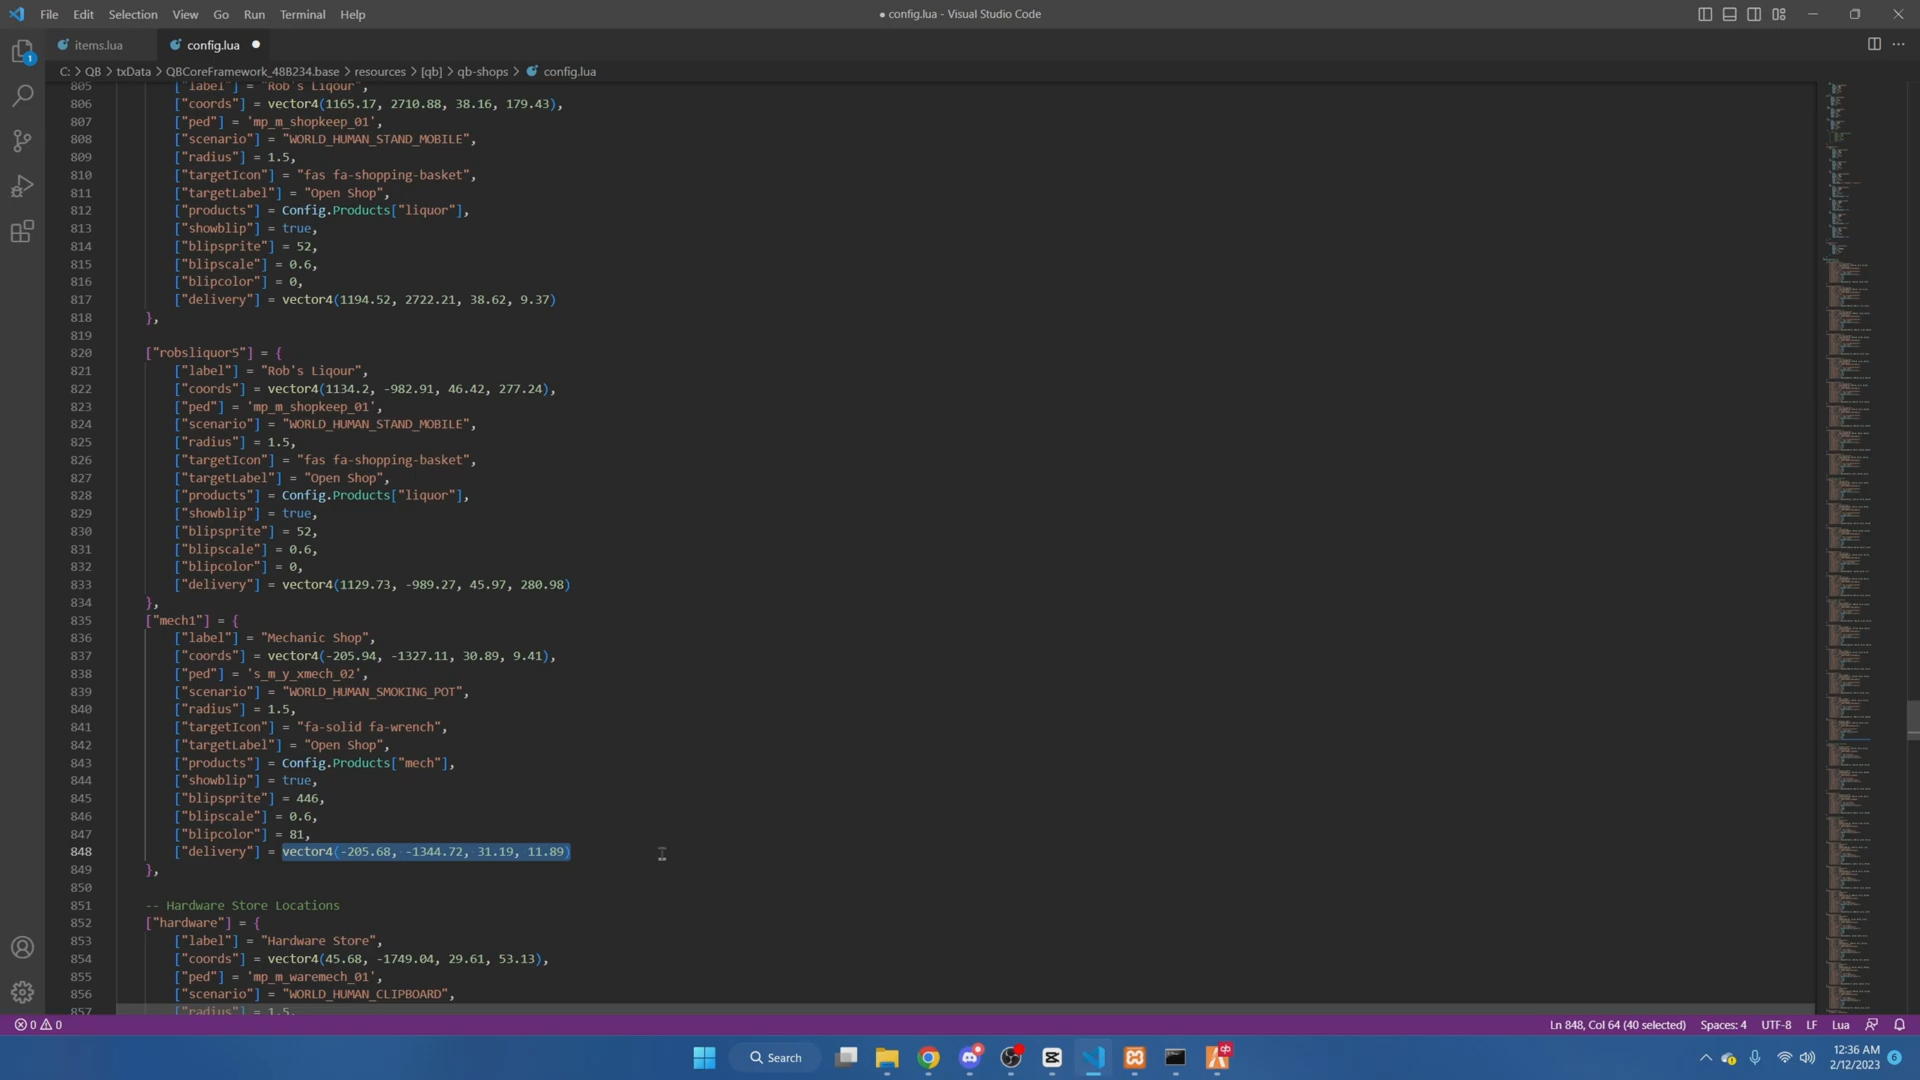 File Edit Selection View Go Run Terminal Help
● config.lua - Visual Studio Code
items.lua config.lua
C: > QB > txData > QBCoreFramework_48B234.base > resources > [qb] > qb-shops > config.lua
805 ["label"] = "Rob's Liqour",
806 ["coords"] = vector4(1165.17, 2710.88, 38.16, 179.43),
807 ["ped"] = 'mp_m_shopkeep_01',
808 ["scenario"] = "WORLD_HUMAN_STAND_MOBILE",
809 ["radius"] = 1.5,
810 ["targetIcon"] = "fas fa-shopping-basket",
811 ["targetLabel"] = "Open Shop",
812 ["products"] = Config.Products["liquor"],
813 ["showblip"] = true,
814 ["blipsprite"] = 52,
815 ["blipscale"] = 0.6,
816 ["blipcolor"] = 0,
817 ["delivery"] = vector4(1194.52, 2722.21, 38.62, 9.37)
818 },
819
820 ["robsliquor5"] = {
821 ["label"] = "Rob's Liqour",
822 ["coords"] = vector4(1134.2, -982.91, 46.42, 277.24),
823 ["ped"] = 'mp_m_shopkeep_01',
824 ["scenario"] = "WORLD_HUMAN_STAND_MOBILE",
825 ["radius"] = 1.5,
826 ["targetIcon"] = "fas fa-shopping-basket",
827 ["targetLabel"] = "Open Shop",
828 ["products"] = Config.Products["liquor"],
829 ["showblip"] = true,
830 ["blipsprite"] = 52,
831 ["blipscale"] = 0.6,
832 ["blipcolor"] = 0,
833 ["delivery"] = vector4(1129.73, -989.27, 45.97, 280.98)
834 },
835 ["mech1"] = {
836 ["label"] = "Mechanic Shop",
837 ["coords"] = vector4(-205.94, -1327.11, 30.89, 9.41),
838 ["ped"] = 's_m_y_xmech_02',
839 ["scenario"] = "WORLD_HUMAN_SMOKING_POT",
840 ["radius"] = 1.5,
841 ["targetIcon"] = "fa-solid fa-wrench",
842 ["targetLabel"] = "Open Shop",
843 ["products"] = Config.Products["mech"],
844 ["showblip"] = true,
845 ["blipsprite"] = 446,
846 ["blipscale"] = 0.6,
847 ["blipcolor"] = 81,
848 ["delivery"] = vector4(-205.68, -1344.72, 31.19, 11.89)
849 },
850
851 -- Hardware Store Locations
852 ["hardware"] = {
853 ["label"] = "Hardware Store",
854 ["coords"] = vector4(45.68, -1749.04, 29.61, 53.13),
855 ["ped"] = 'mp_m_waremech_01',
856 ["scenario"] = "WORLD_HUMAN_CLIPBOARD",
857 ["radius"] = 1.5,
0 0 Ln 848, Col 64 (40 selected) Spaces: 4 UTF-8 LF Lua
Search
12:36 AM
2/12/2023
6